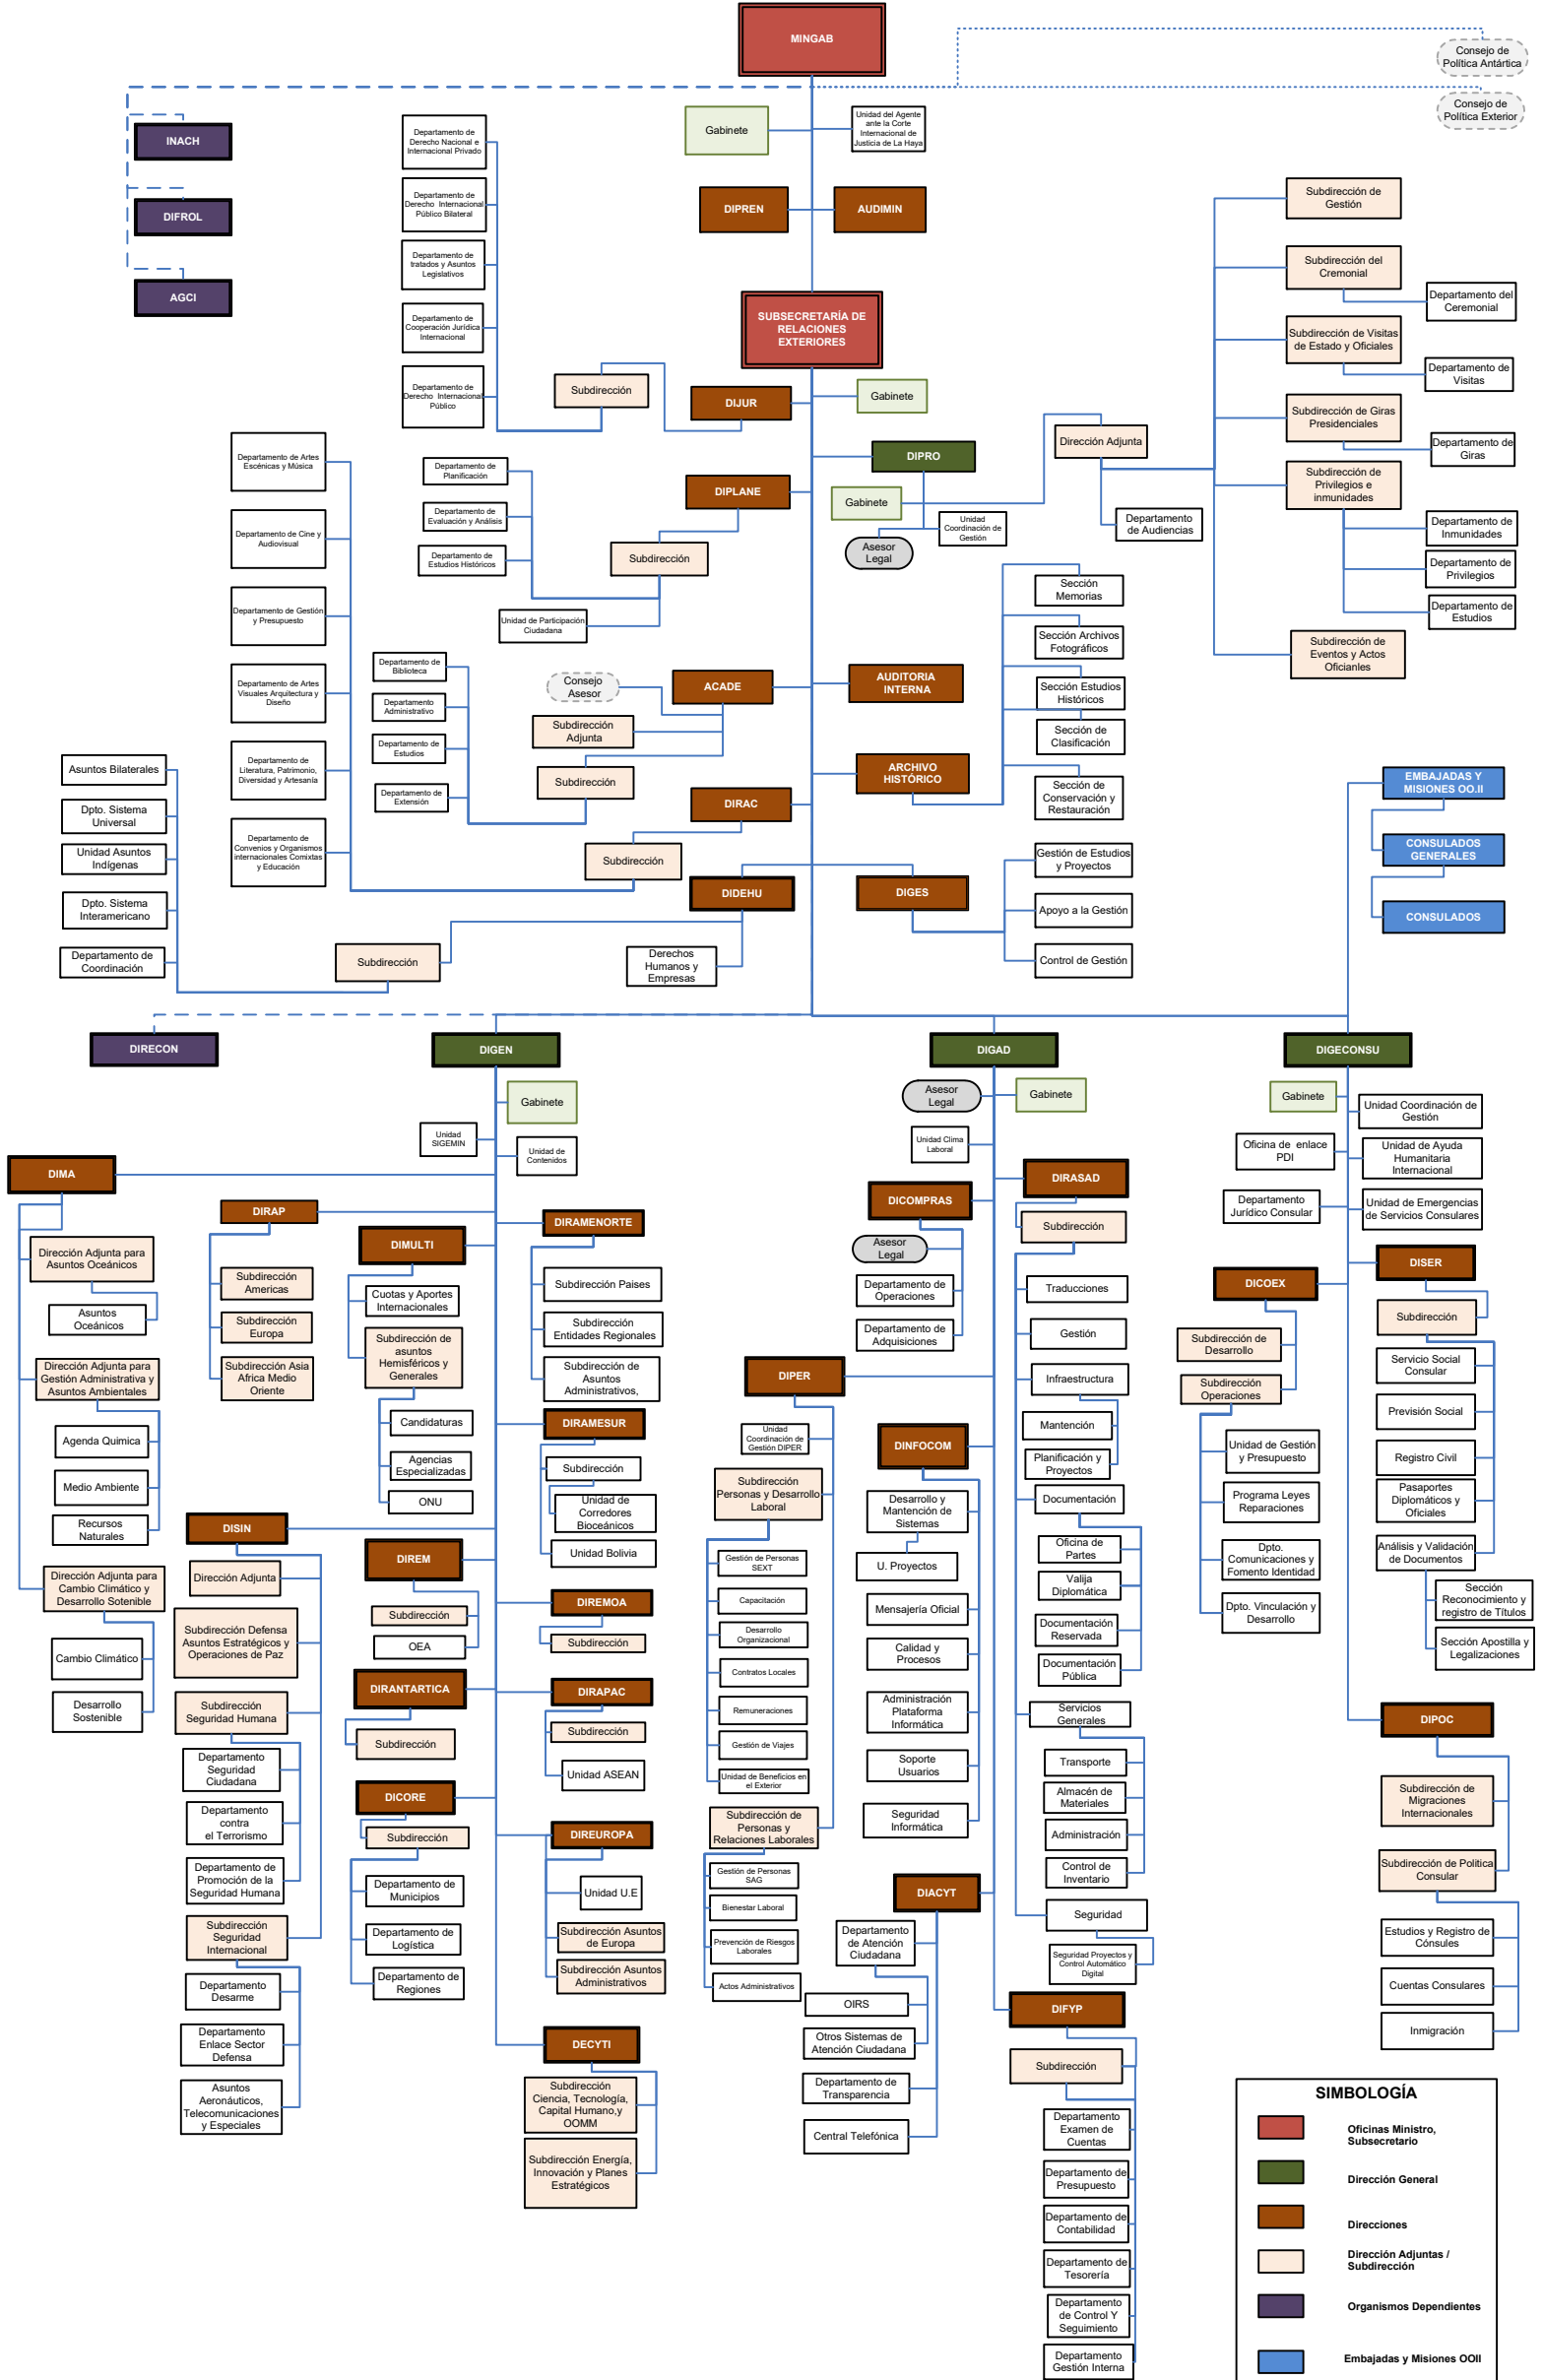 MINGAB
Consejo de
Política Antártica
Consejo de
Política Exterior
Gabinete
Unidad del Agente
ante la Corte
Internacional de
Justicia de La Haya
INACH
DIFROL
AGCI
Departamento de
Derecho Nacional e
Internacional Privado
Departamento de
Derecho Internacional
Público Bilateral
Departamento de
tratados y Asuntos
Legislativos
Departamento de
Cooperación Jurídica
Internacional
Departamento de
Derecho Internacional
Público
DIPREN
AUDIMIN
SUBSECRETARÍA DE
RELACIONES
EXTERIORES
Subdirección
DIJUR
Gabinete
Subdirección de
Gestión
Subdirección del
Cremonial
Departamento del
Ceremonial
Subdirección de Visitas
de Estado y Oficiales
Departamento de
Visitas
Subdirección de Giras
Presidenciales
Departamento de
Giras
Subdirección de
Privilegios e
inmunidades
Departamento de
Inmunidades
Departamento de
Privilegios
Departamento de
Estudios
Subdirección de
Eventos y Actos
Oficianles
DIPRO
Dirección Adjunta
Gabinete
Unidad
Coordinación de
Gestión
Asesor
Legal
Departamento
de Audiencias
Departamento de Artes
Escénicas y Música
Departamento de Cine y
Audiovisual
Departamento de Gestión
y Presupuesto
Departamento de Artes
Visuales Arquitectura y
Diseño
Departamento de
Literatura, Patrimonio,
Diversidad y Artesanía
Departamento de
Convenios y Organismos
internacionales Comixtas
y Educación
Departamento de
Planificación
Departamento de
Evaluación y Análisis
Departamento de
Estudios Históricos
DIPLANE
Subdirección
Unidad de Participación
Ciudadana
Departamento de
Biblioteca
Departamento
Administrativo
Departamento de
Estudios
Departamento de
Extensión
Consejo
Asesor
ACADE
Subdirección
Adjunta
Subdirección
AUDITORIA
INTERNA
Sección
Memorias
Sección Archivos
Fotográficos
Sección Estudios
Históricos
Sección de
Clasificación
Sección de
Conservación y
Restauración
ARCHIVO
HISTÓRICO
DIRAC
Subdirección
Asuntos Bilaterales
Dpto. Sistema
Universal
Unidad Asuntos
Indígenas
Dpto. Sistema
Interamericano
Departamento de
Coordinación
DIDEHU
Subdirección
Derechos
Humanos y
Empresas
DIGES
Gestión de Estudios
y Proyectos
Apoyo a la Gestión
Control de Gestión
EMBAJADAS Y
MISIONES OO.II
CONSULADOS
GENERALES
CONSULADOS
DIRECON
DIGEN
DIGAD
DIGECONSU
Gabinete
Unidad
SIGEMIN
Unidad de
Contenidos
DIMA
Dirección Adjunta para
Asuntos Oceánicos
Asuntos
Oceánicos
Dirección Adjunta para
Gestión Administrativa y
Asuntos Ambientales
Agenda Quimica
Medio Ambiente
Recursos
Naturales
Dirección Adjunta para
Cambio Climático y
Desarrollo Sotenible
Cambio Climático
Desarrollo
Sostenible
DIRAP
Subdirección
Americas
Subdirección
Europa
Subdirección Asia
Africa Medio
Oriente
DIMULTI
Cuotas y Aportes
Internacionales
Subdirección de
asuntos
Hemisféricos y
Generales
Candidaturas
Agencias
Especializadas
ONU
DIRAMENORTE
Subdirección Paises
Subdirección
Entidades Regionales
Subdirección de
Asuntos
Administrativos,
DIRAMESUR
Subdirección
Unidad de
Corredores
Bioceánicos
Unidad Bolivia
DISIN
Dirección Adjunta
Subdirección Defensa
Asuntos Estratégicos y
Operaciones de Paz
Subdirección
Seguridad Humana
Departamento
Seguridad
Ciudadana
Departamento
contra
el Terrorismo
Departamento de
Promoción de la
Seguridad Humana
Subdirección
Seguridad
Internacional
Departamento
Desarme
Departamento
Enlace Sector
Defensa
Asuntos
Aeronáuticos,
Telecomunicaciones
y Especiales
DIREM
Subdirección
OEA
DIREMOA
Subdirección
DIRANTARTICA
Subdirección
DIRAPAC
Subdirección
Unidad ASEAN
DICORE
Subdirección
Departamento de
Municipios
Departamento de
Logística
Departamento de
Regiones
DIREUROPA
Unidad U.E
Subdirección Asuntos
de Europa
Subdirección Asuntos
Administrativos
DECYTI
Subdirección
Ciencia, Tecnología,
Capital Humano,y
OOMM
Subdirección Energía,
Innovación y Planes
Estratégicos
Asesor
Legal
Gabinete
Unidad Clima
Laboral
DICOMPRAS
Asesor
Legal
Departamento de
Operaciones
Departamento de
Adquisiciones
DIPER
Unidad
Coordinación de
Gestión DIPER
Subdirección
Personas y Desarrollo
Laboral
Gestión de Personas
SEXT
Capacitación
Desarrollo
Organizacional
Contratos Locales
Remuneraciones
Gestión de Viajes
Unidad de Beneficios en
el Exterior
Subdirección de
Personas y
Relaciones Laborales
Gestión de Personas
SAG
Bienestar Laboral
Prevención de Riesgos
Laborales
Actos Administrativos
DINFOCOM
Desarrollo y
Mantención de
Sistemas
U. Proyectos
Mensajería Oficial
Calidad y
Procesos
Administración
Plataforma
Informática
Soporte
Usuarios
Seguridad
Informática
DIACYT
Departamento
de Atención
Ciudadana
OIRS
Otros Sistemas de
Atención Ciudadana
Departamento de
Transparencia
Central Telefónica
DIRASAD
Subdirección
Traducciones
Gestión
Infraestructura
Mantención
Planificación y
Proyectos
Documentación
Oficina de
Partes
Valija
Diplomática
Documentación
Reservada
Documentación
Pública
Servicios
Generales
Transporte
Almacén de
Materiales
Administración
Control de
Inventario
Seguridad
Seguridad Proyectos y
Control Automático
Digital
DIFYP
Subdirección
Departamento
Examen de
Cuentas
Departamento de
Presupuesto
Departamento de
Contabilidad
Departamento de
Tesorería
Departamento
de Control Y
Seguimiento
Departamento
Gestión Interna
Gabinete
Unidad Coordinación de
Gestión
Oficina de enlace
PDI
Unidad de Ayuda
Humanitaria
Internacional
Departamento
Jurídico Consular
Unidad de Emergencias
de Servicios Consulares
DICOEX
Subdirección de
Desarrollo
Subdirección
Operaciones
Unidad de Gestión
y Presupuesto
Programa Leyes
Reparaciones
Dpto.
Comunicaciones y
Fomento Identidad
Dpto. Vinculación y
Desarrollo
DISER
Subdirección
Servicio Social
Consular
Previsión Social
Registro Civil
Pasaportes
Diplomáticos y
Oficiales
Análisis y Validación
de Documentos
Sección
Reconocimiento y
registro de Títulos
Sección Apostilla y
Legalizaciones
DIPOC
Subdirección de
Migraciones
Internacionales
Subdirección de Politica
Consular
Estudios y Registro de
Cónsules
Cuentas Consulares
Inmigración
SIMBOLOGÍA
Oficinas Ministro,
Subsecretario
Dirección General
Direcciones
Dirección Adjuntas /
Subdirección
Organismos Dependientes
Embajadas y Misiones OOII